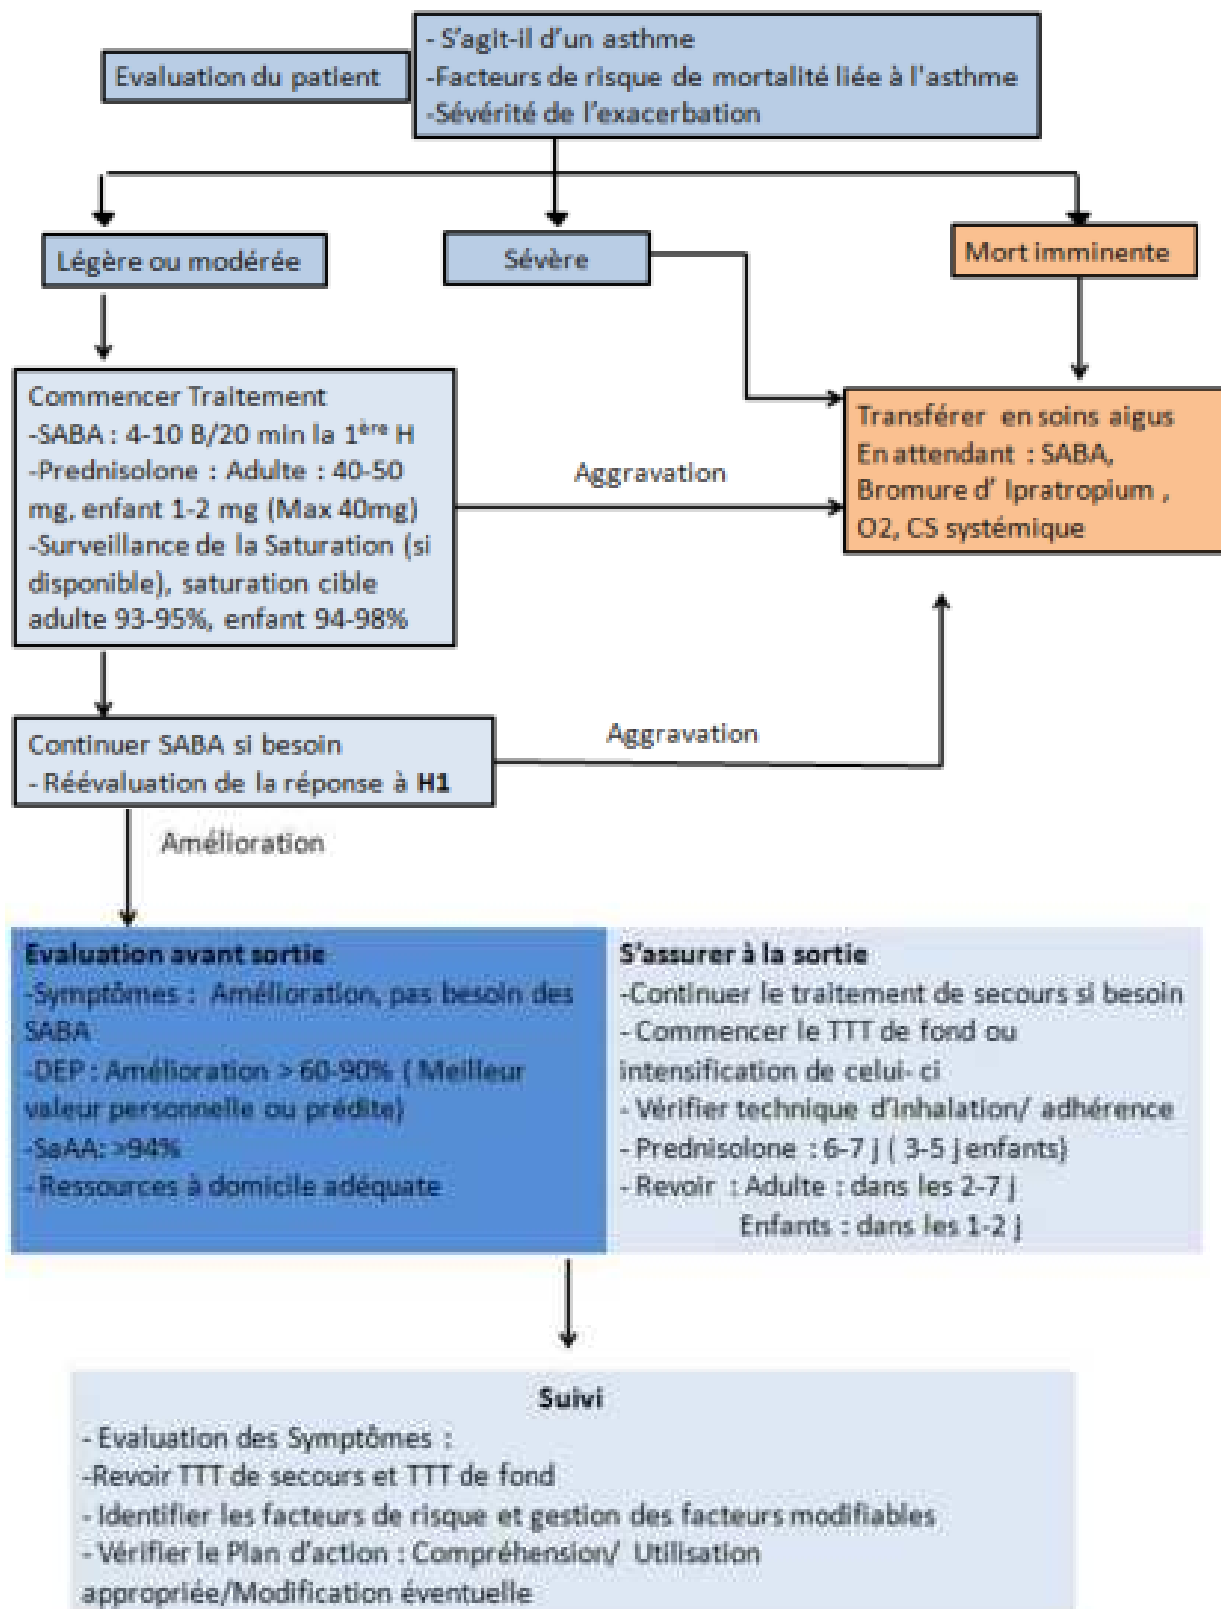 Evaluation du patient
- S'agit-il d'un asthme
-Facteurs de risque de mortalité liée à l'asthme
-Sévérité de l'exacerbation
Légère ou modérée
Sévère
Mort imminente
Commencer Traitement
-SABA : 4-10 B/20 min la 1ère H
-Prednisolone : Adulte : 40-50
mg, enfant 1-2 mg (Max 40mg)
-Surveillance de la Saturation (si
disponible), saturation cible
adulte 93-95%, enfant 94-98%
Aggravation
Transférer en soins aigus
En attendant : SABA,
Bromure d' Ipratropium ,
O2, CS systémique
Continuer SABA si besoin
- Réévaluation de la réponse à H1
Aggravation
Amélioration
Evaluation avant sortie
-Symptômes : Amélioration, pas besoin des
SABA
-DEP : Amélioration > 60-90% ( Meilleur
valeur personnelle ou prédite)
-SaAA: >94%
- Ressources à domicile adéquate
S'assurer à la sortie
-Continuer le traitement de secours si besoin
- Commencer le TTT de fond ou
intensification de celui- ci
- Vérifier technique d'inhalation/ adhérence
- Prednisolone : 6-7 j ( 3-5 j enfants)
- Revoir : Adulte : dans les 2-7 j
Enfants : dans les 1-2 j
Suivi
- Evaluation des Symptômes :
-Revoir TTT de secours et TTT de fond
- Identifier les facteurs de risque et gestion des facteurs modifiables
- Vérifier le Plan d'action : Compréhension/ Utilisation
appropriée/Modification éventuelle